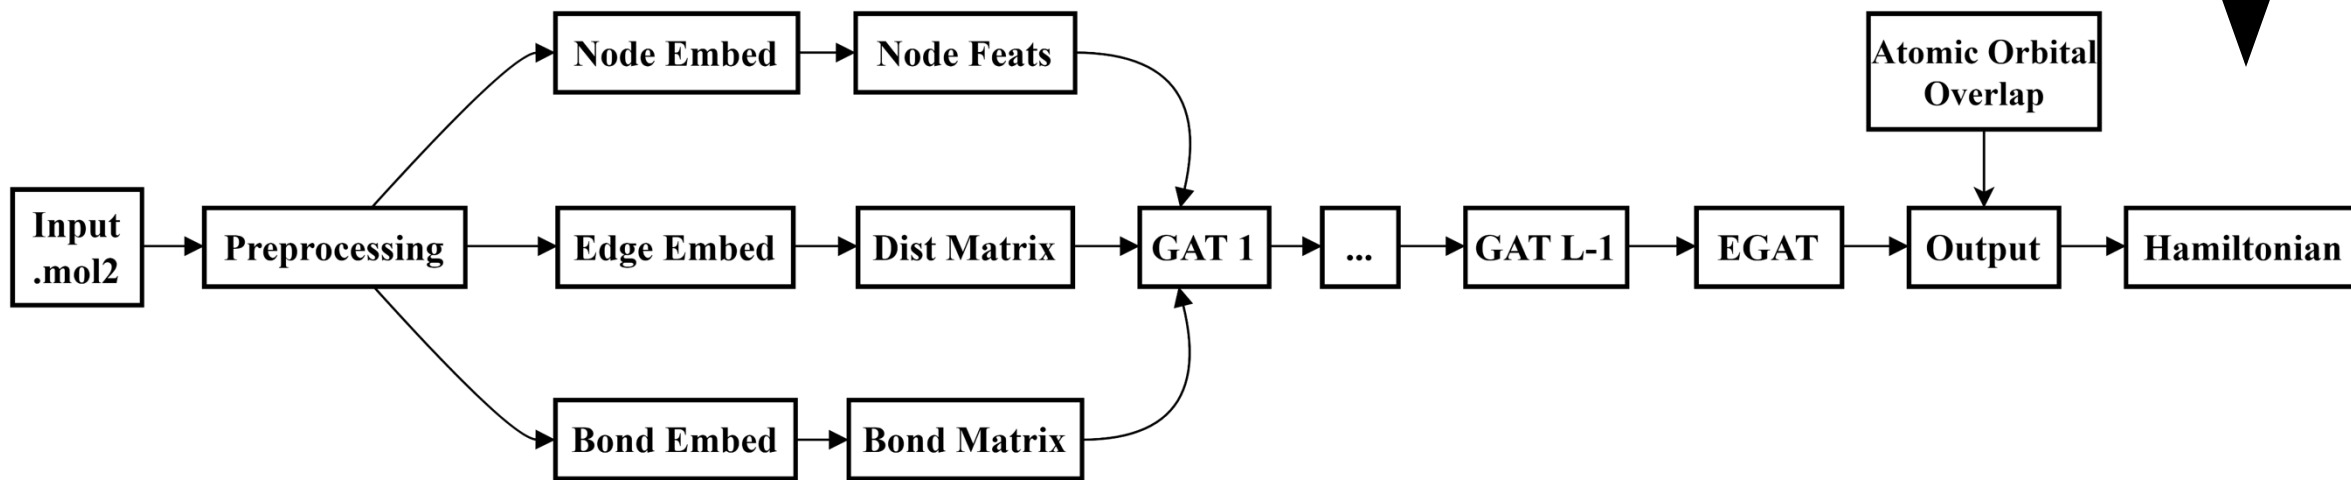 Node Embed
Node Feats
Atomic Orbital
Overlap
Input
.mol2
Preprocessing
Edge Embed
Dist Matrix
GAT 1
...
GAT L-1
EGAT
Output
Hamiltonian
Bond Embed
Bond Matrix